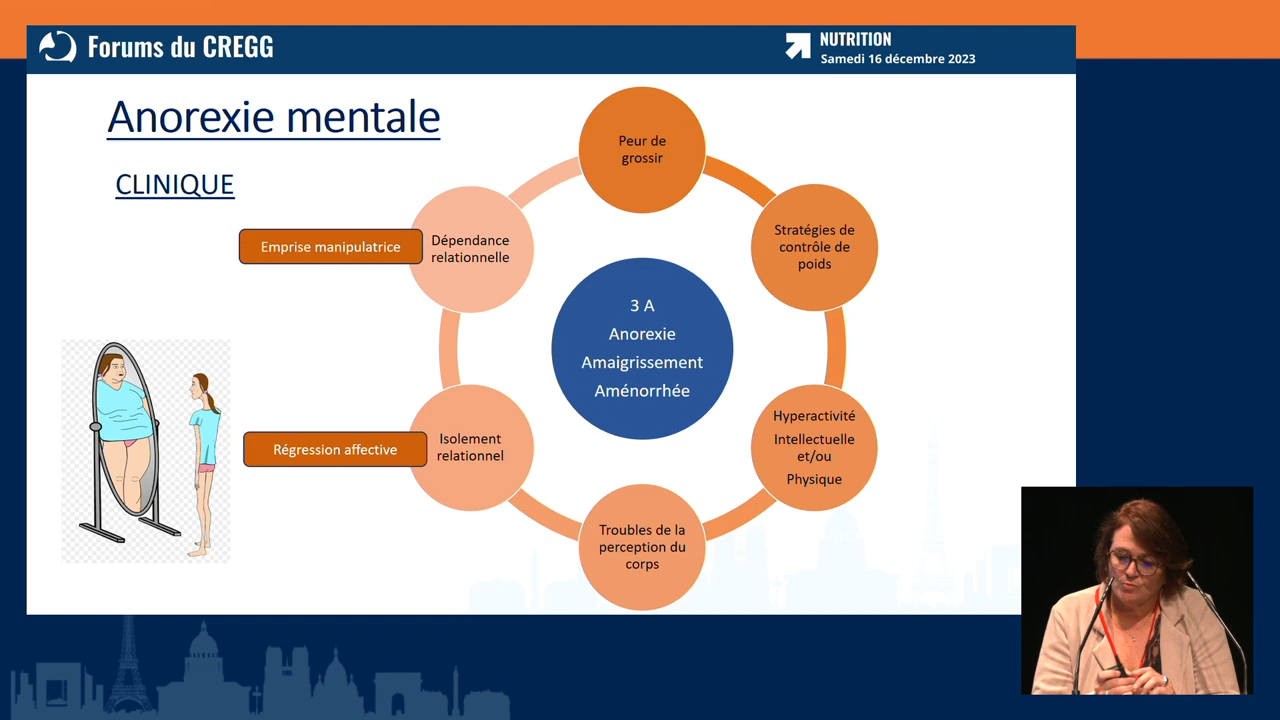 Forums du CREGG
NUTRITION
Samedi 16 décembre 2023
Anorexie mentale
CLINIQUE
Peur de
grossir
Stratégies de
contrôle de
poids
Hyperactivité
Intellectuelle
et/ou
Physique
Troubles de la
perception du
corps
Isolement
relationnel
Régression affective
Dépendance
relationnelle
Emprise manipulatrice
3 A
Anorexie
Amaigrissement
Aménorrhée